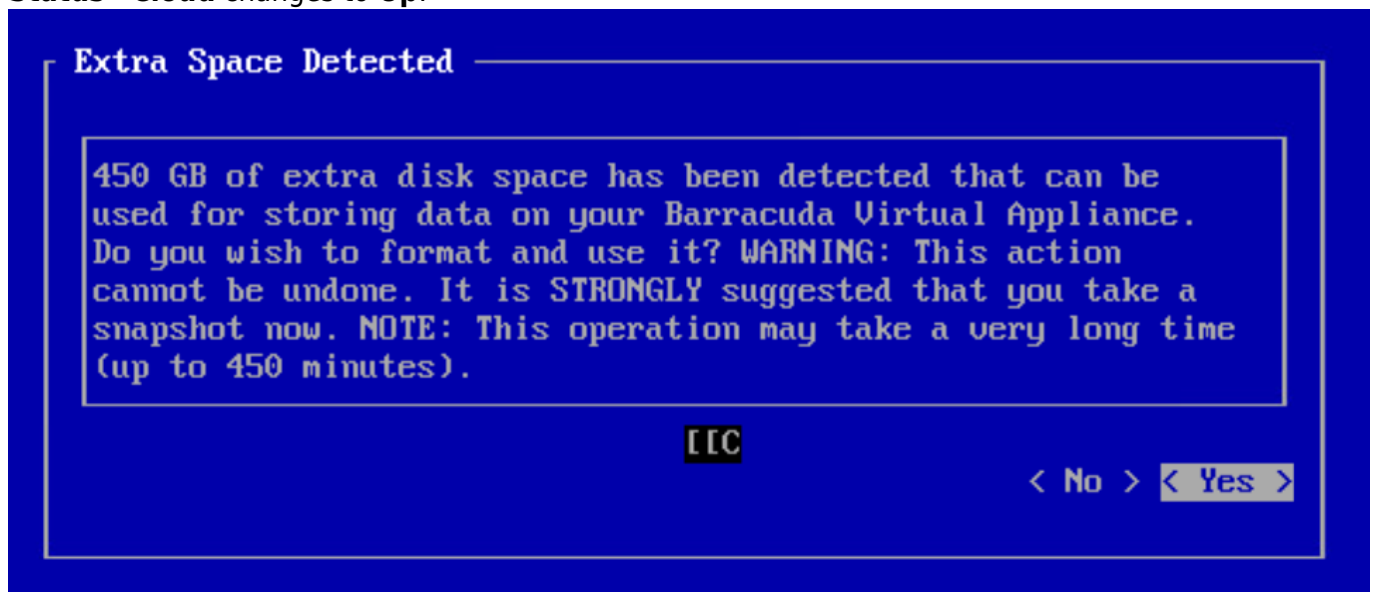 Extra Space Detected
450 GB of extra disk space has been detected that can be
used for storing data on your Barracuda Virtual Appliance.
Do you wish to format and use it? WARNING: This action
cannot be undone. It is STRONGLY suggested that you take a
snapshot now. NOTE: This operation may take a very long time
(up to 450 minutes).
[[C
< No > < Yes >